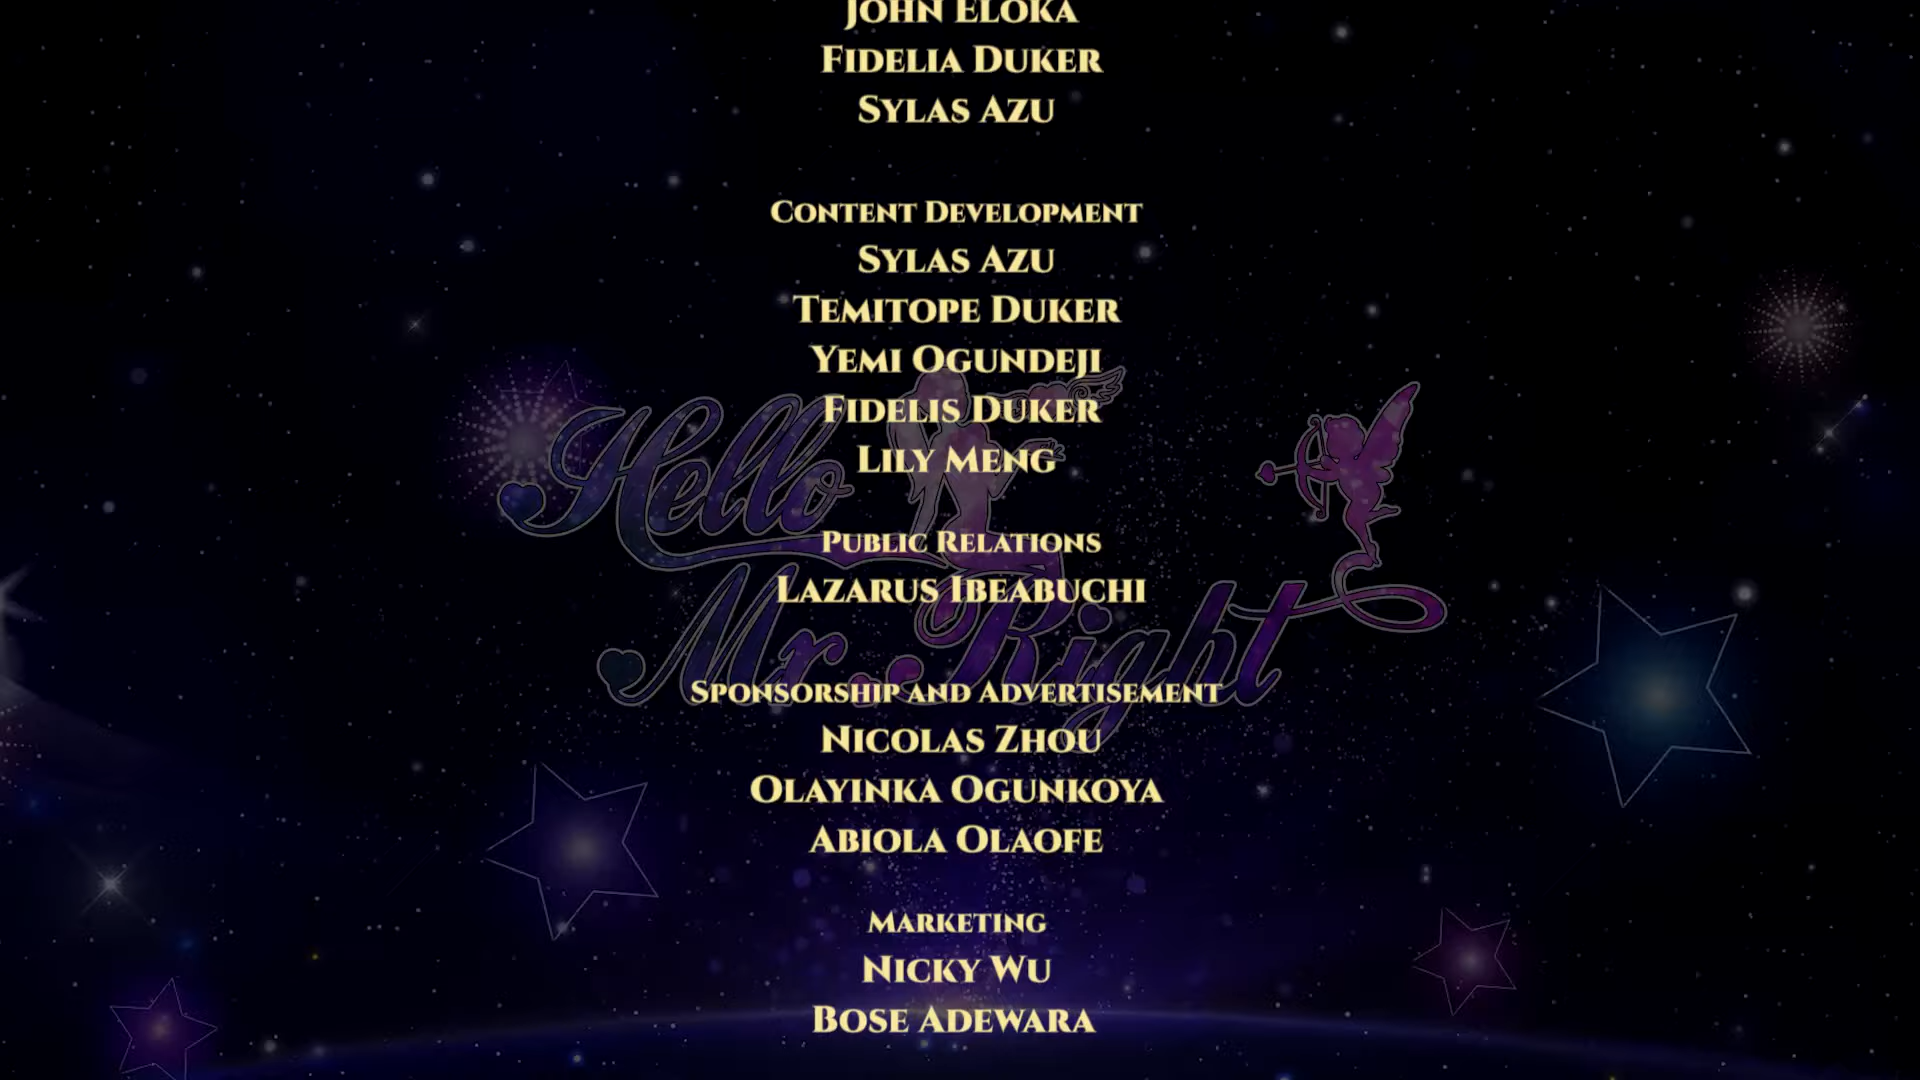 John Eloka
Fidelia Duker
Sylas Azu
Content Development
Sylas Azu
Temitope Duker
Yemi Ogundeji
Fidelis Duker
Lily Meng
Hello
Public Relations
Lazarus Ibeabuchi
Mr. Right
Sponsorship and Advertisement
Nicolas Zhou
Olayinka Ogunkoya
Abiola Olaofe
Marketing
Nicky Wu
Bose Adewara